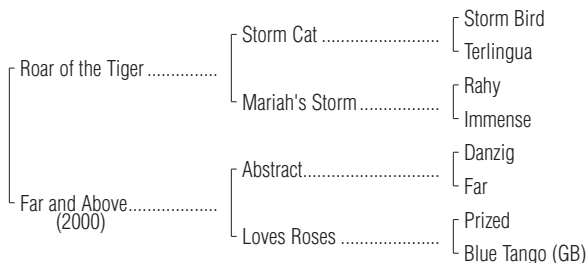 Storm Bird
Storm Cat ........................
Terlingua
Roar of the Tiger ..............
Rahy
Mariah's Storm ................
Immense
Danzig
Abstract...........................
Far
Far and Above..................
(2000)
Prized
Loves Roses ....................
Blue Tango (GB)